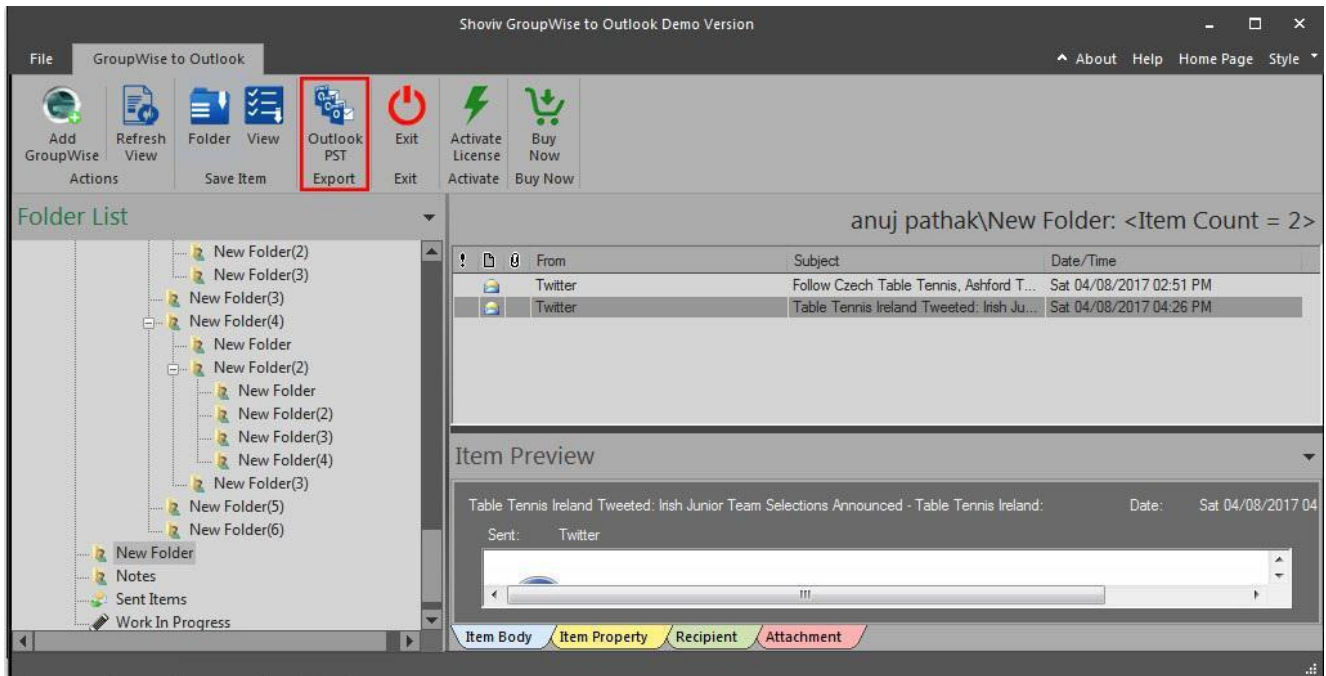 Shoviv GroupWise to Outlook Demo Version
File GroupWise to Outlook About Help Home Page Style
Add GroupWise Refresh View Folder View Outlook PST Exit Activate License Buy Now
Actions Save Item Export Exit Activate Buy Now
Folder List
New Folder(2)
New Folder(3)
New Folder(3)
New Folder(4)
New Folder
New Folder(2)
New Folder
New Folder(2)
New Folder(3)
New Folder(4)
New Folder(3)
New Folder(5)
New Folder(6)
New Folder
Notes
Sent Items
Work In Progress
anuj pathak\New Folder: <Item Count = 2>
! From Subject Date/Time
Twitter Follow Czech Table Tennis, Ashford T... Sat 04/08/2017 02:51 PM
Twitter Table Tennis Ireland Tweeted: Irish Ju... Sat 04/08/2017 04:26 PM
Item Preview
Table Tennis Ireland Tweeted: Irish Junior Team Selections Announced - Table Tennis Ireland: Date: Sat 04/08/2017 04
Sent: Twitter
Item Body Item Property Recipient Attachment